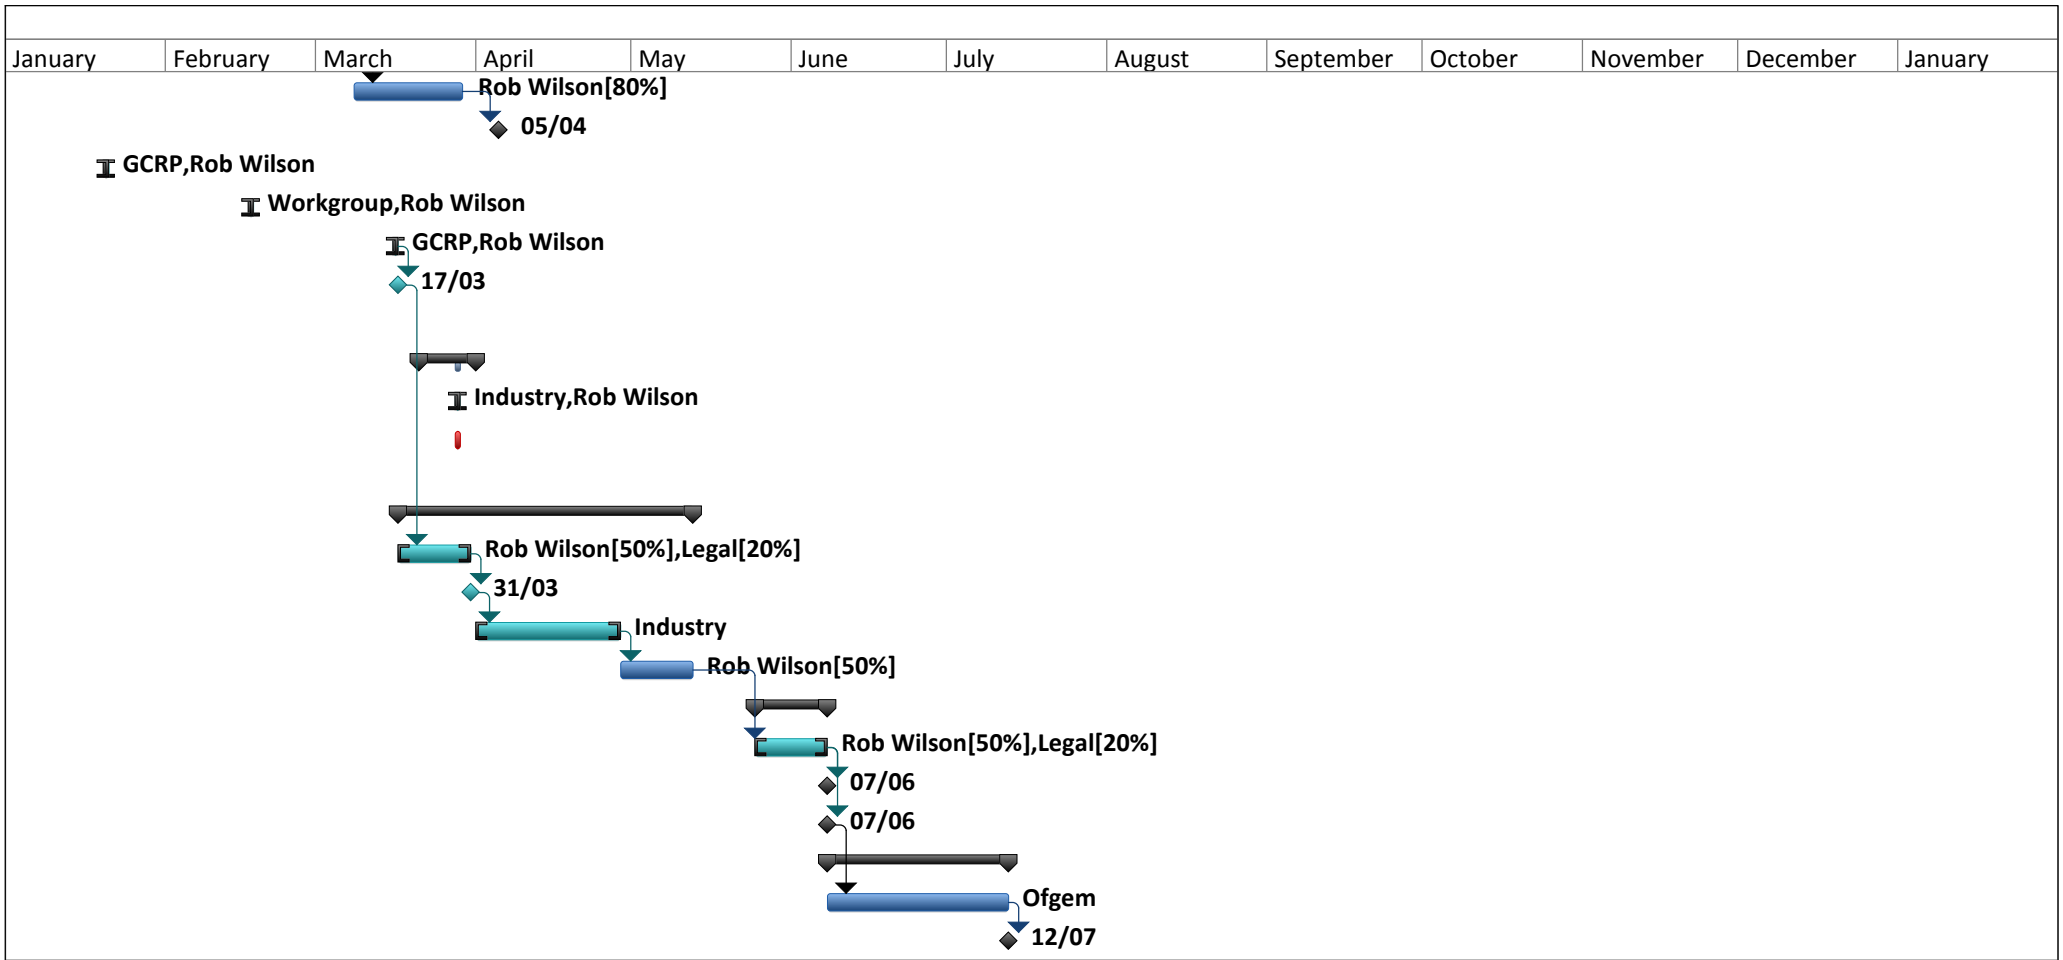 January February March April May June July August September October November December January
Rob Wilson[80%]
05/04
GCRP,Rob Wilson
Workgroup,Rob Wilson
GCRP,Rob Wilson
17/03
Industry,Rob Wilson
Rob Wilson[50%],Legal[20%]
31/03
Industry
Rob Wilson[50%]
Rob Wilson[50%],Legal[20%]
07/06
07/06
Ofgem
12/07